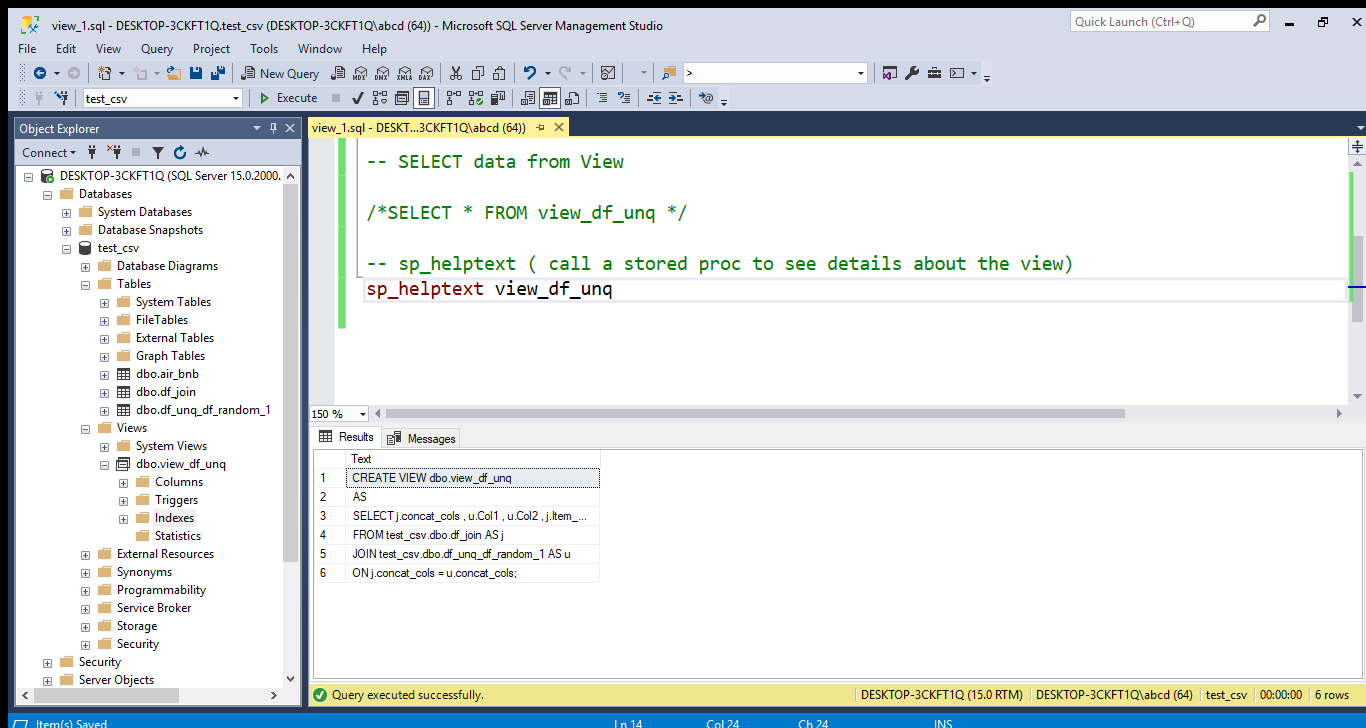 view_1.sql - DESKTOP-3CKFT1Q.test_csv (DESKTOP-3CKFT1Q\abcd (64)) - Microsoft SQL Server Management Studio
Quick Launch (Ctrl+Q)
File Edit View Query Project Tools Window Help
New Query MDX DMX XMLA DAX >
test_csv Execute
Object Explorer
Connect
DESKTOP-3CKFT1Q (SQL Server 15.0.2000.
Databases
System Databases
Database Snapshots
test_csv
Database Diagrams
Tables
System Tables
FileTables
External Tables
Graph Tables
dbo.air_bnb
dbo.df_join
dbo.df_unq_df_random_1
Views
System Views
dbo.view_df_unq
Columns
Triggers
Indexes
Statistics
External Resources
Synonyms
Programmability
Service Broker
Storage
Security
Security
Server Objects
view_1.sql - DESKT...3CKFT1Q\abcd (64))
-- SELECT data from View
/*SELECT * FROM view_df_unq */
-- sp_helptext ( call a stored proc to see details about the view)
sp_helptext view_df_unq
150 %
Results Messages
Text
1 CREATE VIEW dbo.view_df_unq
2 AS
3 SELECT j.concat_cols , u.Col1 , u.Col2 , j.Item_...
4 FROM test_csv.dbo.df_join AS j
5 JOIN test_csv.dbo.df_unq_df_random_1 AS u
6 ON j.concat_cols = u.concat_cols;
Query executed successfully. DESKTOP-3CKFT1Q (15.0 RTM) DESKTOP-3CKFT1Q\abcd (64) test_csv 00:00:00 6 rows
Item(s) Saved Ln 14 Col 24 Ch 24 INS